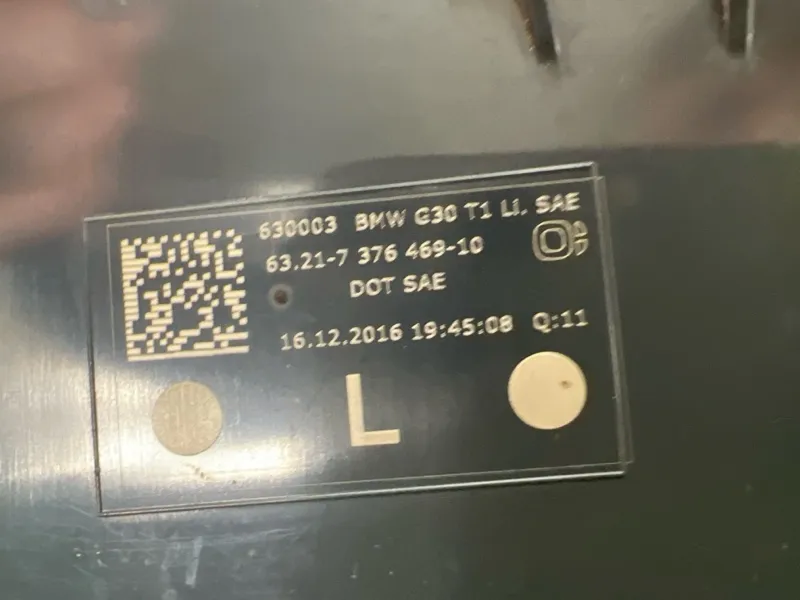 630003 BMW G30 T1 Li. SAE
63.21-7 376 469-10
DOT SAE
16.12.2016 19:45:08 Q:11
L